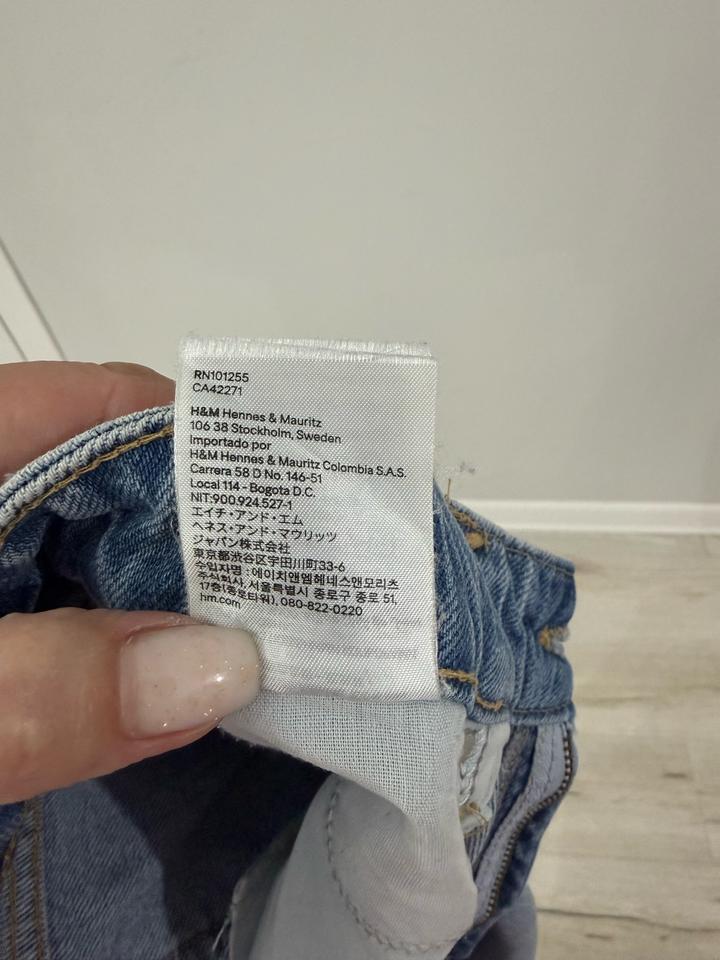 RN101255
CA42271
H&M Hennes & Mauritz
106 38 Stockholm, Sweden
Importado por
H&M Hennes & Mauritz Colombia S.A.S.
Carrera 58 D No. 146-51
Local 114 - Bogota D.C.
NIT:900.924.527-1
エイチ・アンド・エム
ヘネス・アンド・マウリッツ
ジャパン株式会社
東京都渋谷区宇田川町33-6
수입자명 : 에이치앤엠헤네스앤모리츠
주식회사, 서울특별시 종로구 종로 51,
17층(종로타워), 080-822-0220
hm.com